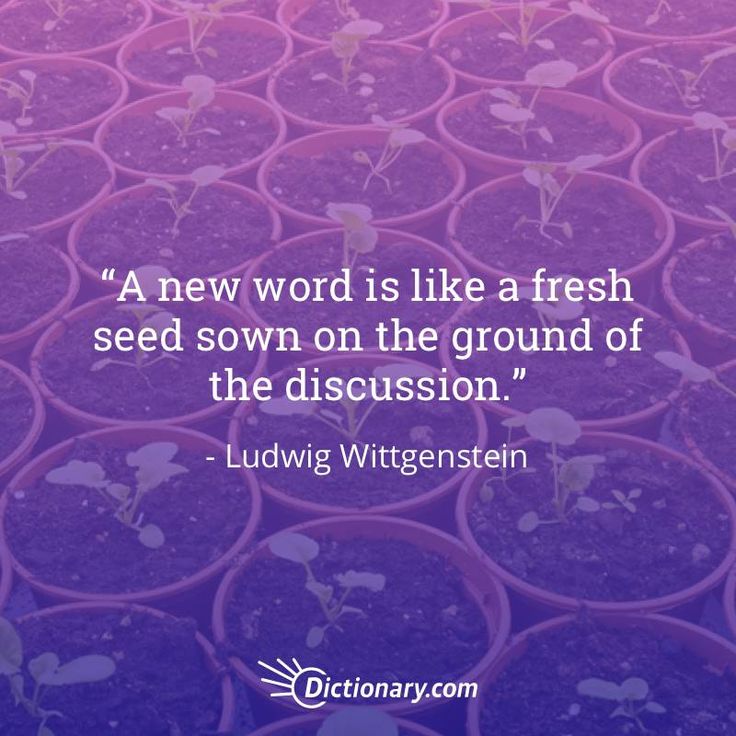 “A new word is like a fresh
seed sown on the ground of
the discussion.”
- Ludwig Wittgenstein
Dictionary.com